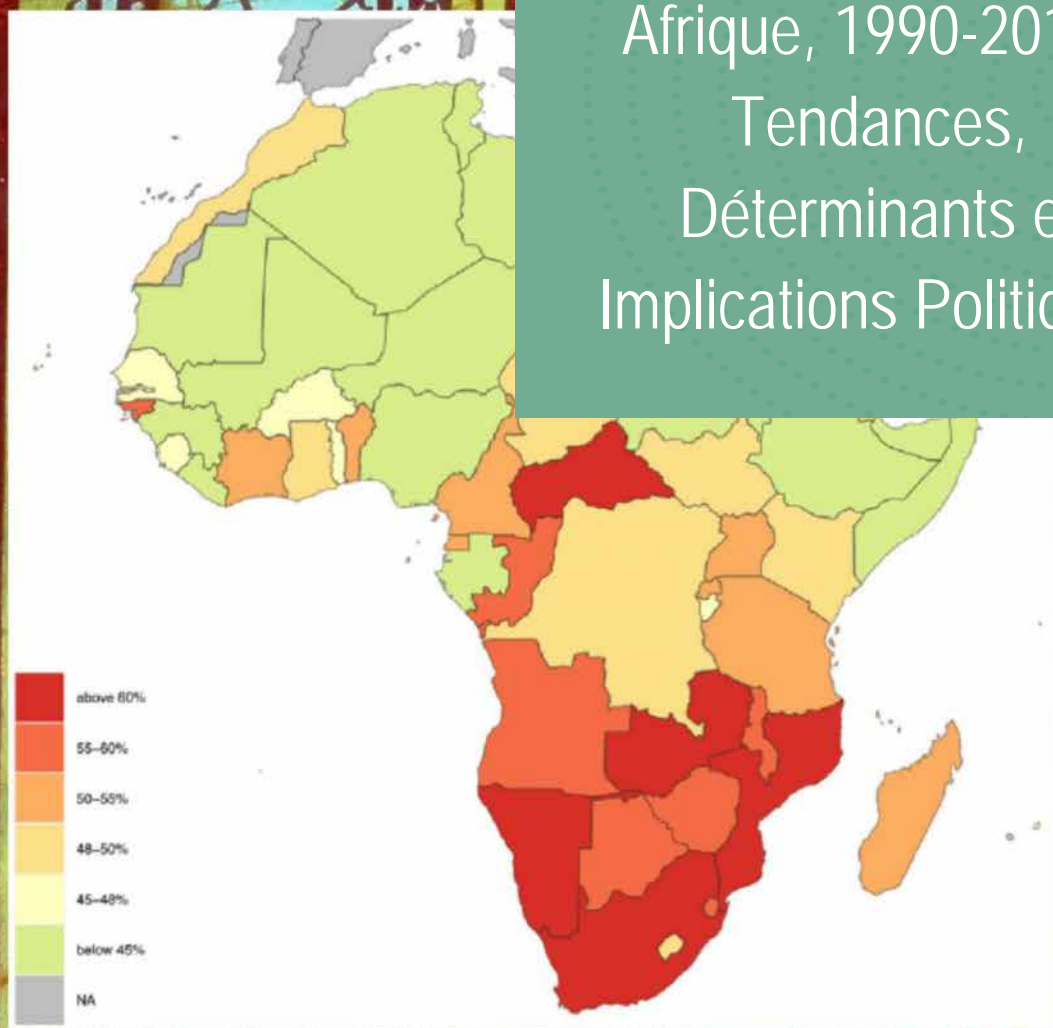 Afrique, 1990-201
Tendances,
Déterminants e
Implications Politiq
above 60%
55–60%
50–55%
48–50%
45–48%
below 45%
NA